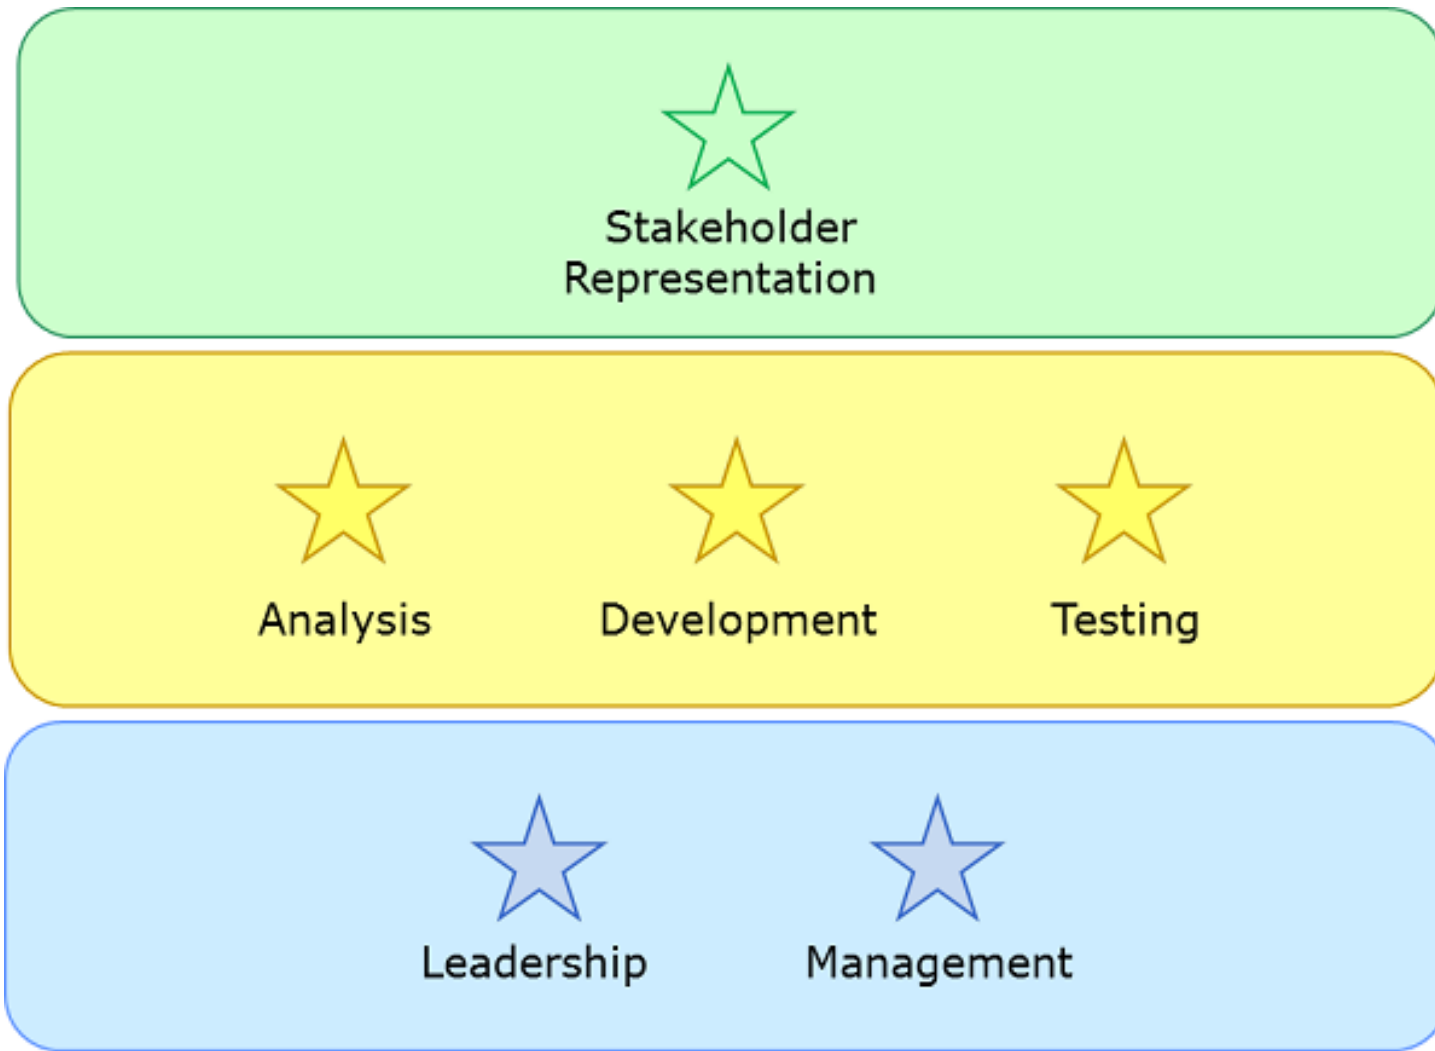 Stakeholder
Representation
Analysis
Development
Testing
Leadership
Management